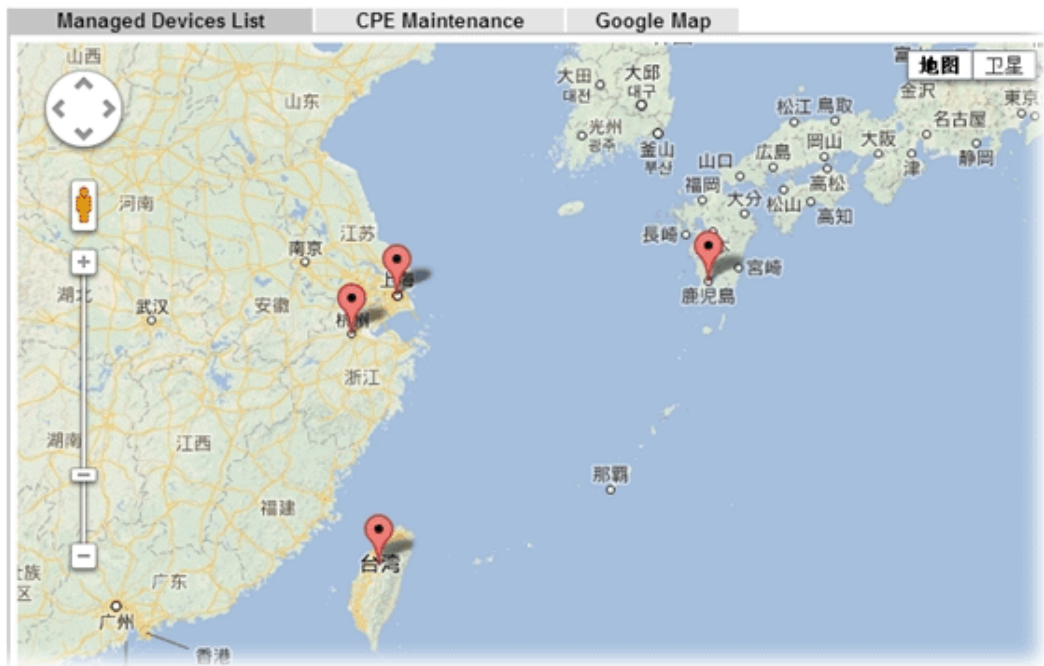 Managed Devices List
CPE Maintenance
Google Map
山西
地图
卫星
大田
대전
大邱
대구
金沢
東京
山东
松江
鳥取
光州
광주
釜山
부산
名古屋
岡山
大阪
広島
山口
津
静岡
福岡
高松
河南
大分
松山
高知
江苏
長崎
南京
宮崎
上海
湖北
武汉
安徽
鹿児島
杭州
浙江
湖南
江西
那覇
福建
台湾
族
区
广东
广州
香港